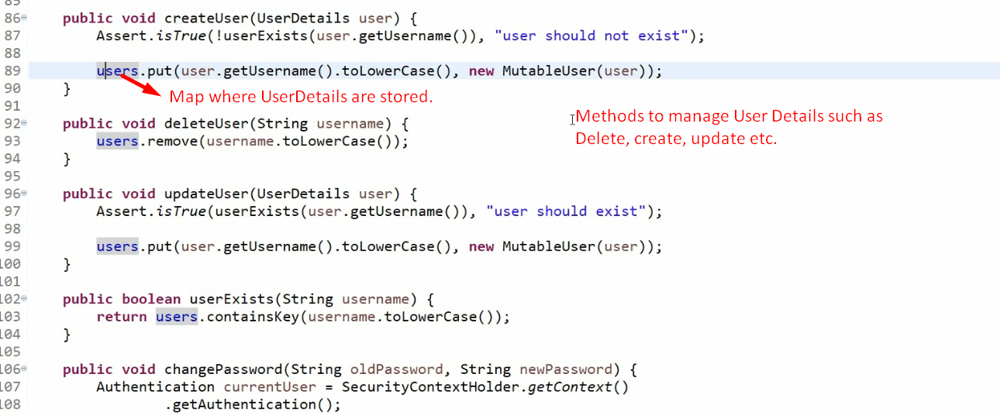 85
86 public void createUser(UserDetails user) {
87 Assert.isTrue(!userExists(user.getUsername()), "user should not exist");
88
89 users.put(user.getUsername().toLowerCase(), new MutableUser(user));
90 }
Map where UserDetails are stored.
91
92 public void deleteUser(String username) {
Methods to manage User Details such as
93 users.remove(username.toLowerCase());
Delete, create, update etc.
94 }
95
96 public void updateUser(UserDetails user) {
97 Assert.isTrue(userExists(user.getUsername()), "user should exist");
98
99 users.put(user.getUsername().toLowerCase(), new MutableUser(user));
100 }
101
102 public boolean userExists(String username) {
103 return users.containsKey(username.toLowerCase());
104 }
105
106 public void changePassword(String oldPassword, String newPassword) {
107 Authentication currentUser = SecurityContextHolder.getContext()
108 .getAuthentication();